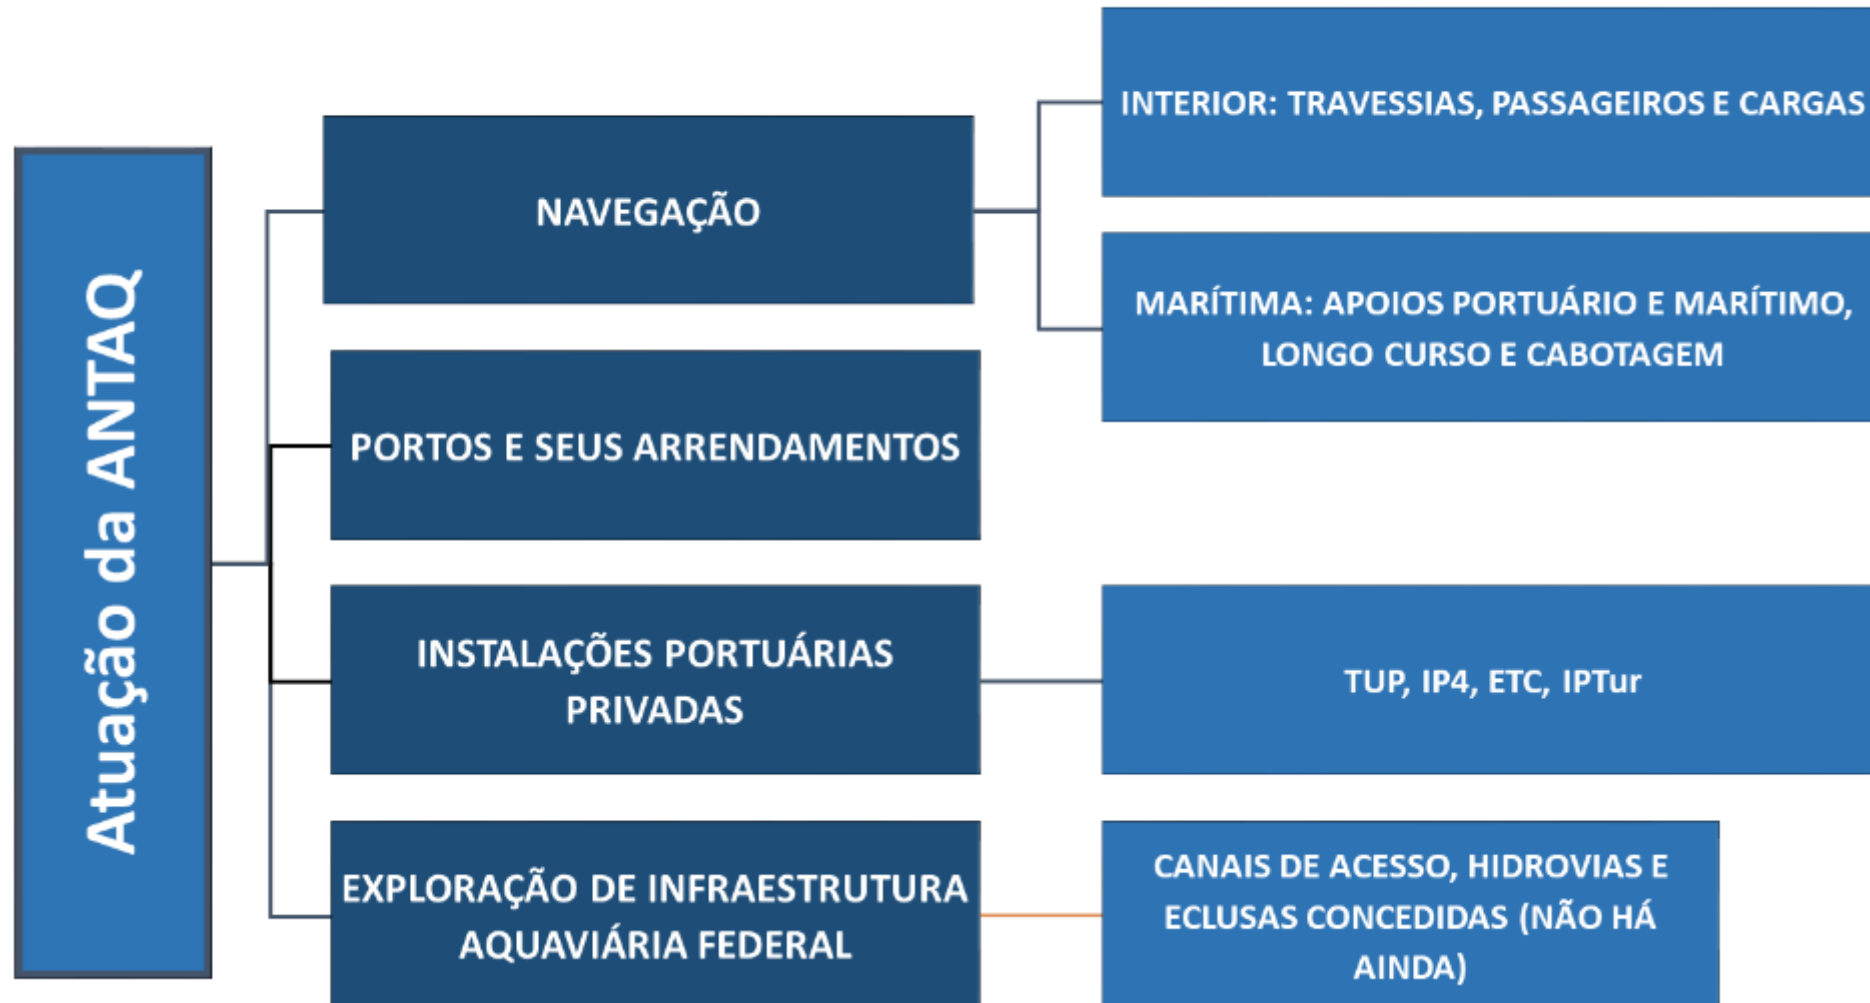 Atuação da ANTAQ
NAVEGAÇÃO
INTERIOR: TRAVESSIAS, PASSAGEIROS E CARGAS
MARÍTIMA: APOIOS PORTUÁRIO E MARÍTIMO,
LONGO CURSO E CABOTAGEM
PORTOS E SEUS ARRENDAMENTOS
INSTALAÇÕES PORTUÁRIAS
PRIVADAS
TUP, IP4, ETC, IPTur
EXPLORAÇÃO DE INFRAESTRUTURA
AQUAVIÁRIA FEDERAL
CANAIS DE ACESSO, HIDROVIAS E
ECLUSAS CONCEDIDAS (NÃO HÁ
AINDA)